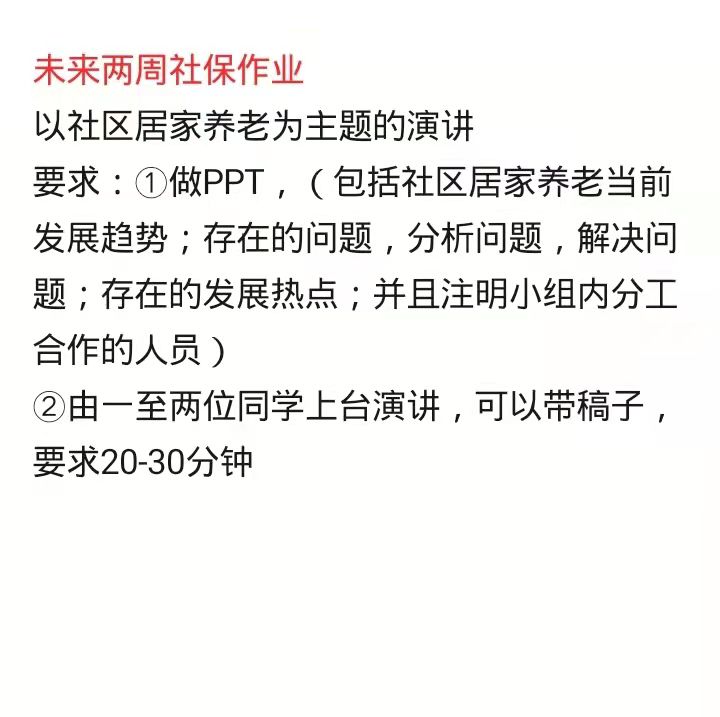 未来两周社保作业
以社区居家养老为主题的演讲
要求：①做PPT，（包括社区居家养老当前
发展趋势；存在的问题，分析问题，解决问
题；存在的发展热点；并且注明小组内分工
合作的人员）
②由一至两位同学上台演讲，可以带稿子，
要求20-30分钟